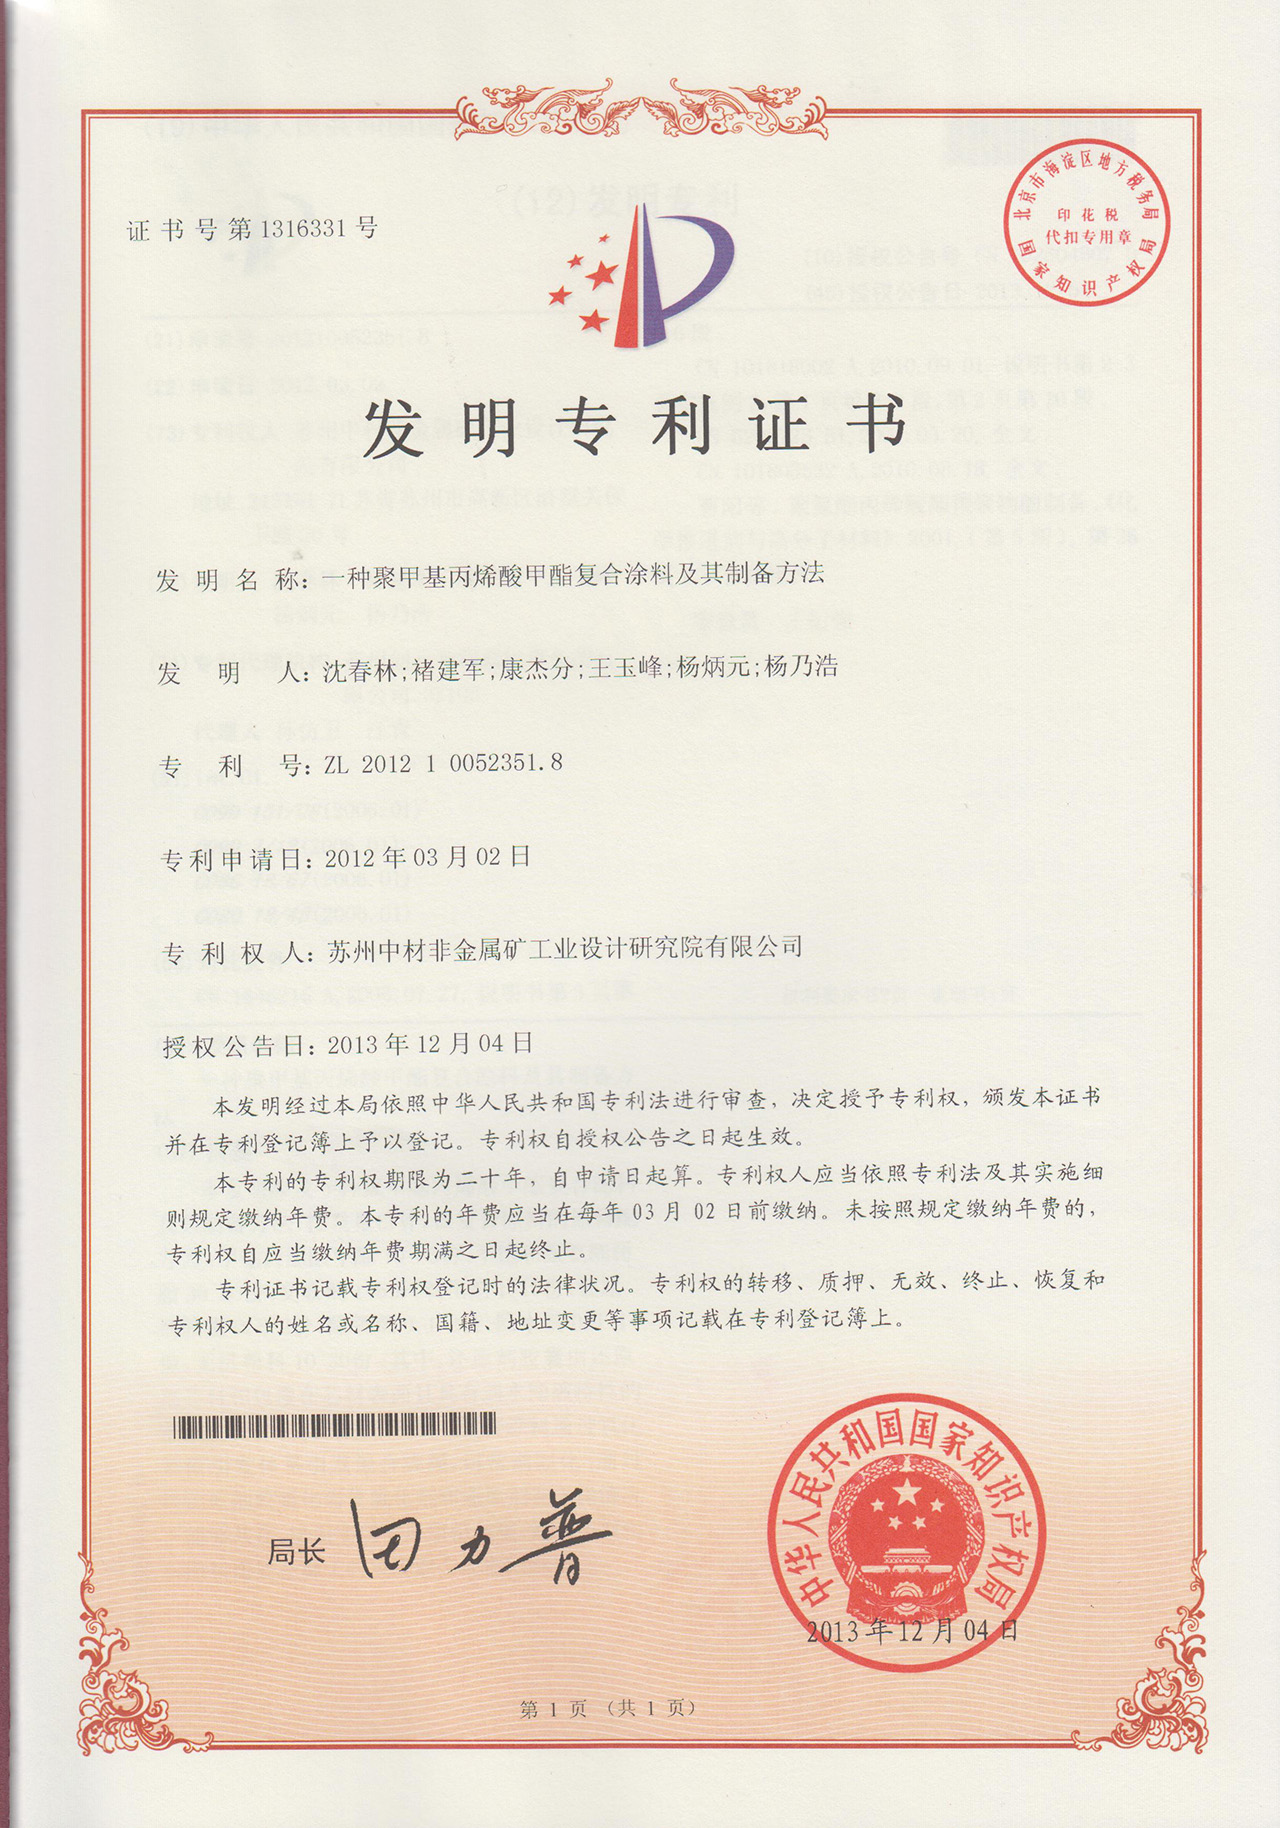 证书号第1316331号
北京市海淀区地方税务局
印花税
代扣专用章
国家知识产权局
发明专利证书
发明名称：一种聚甲基丙烯酸甲酯复合涂料及其制备方法
发明人：沈春林;褚建军;康杰分;王玉峰;杨炳元;杨乃浩
专利号：ZL 2012 1 0052351.8
专利申请日：2012年03月02日
专利权人：苏州中材非金属矿工业设计研究院有限公司
授权公告日：2013年12月04日
本发明经过本局依照中华人民共和国专利法进行审查，决定授予专利权，颁发本证书
并在专利登记簿上予以登记。专利权自授权公告之日起生效。
本专利的专利权期限为二十年，自申请日起算。专利权人应当依照专利法及其实施细
则规定缴纳年费。本专利的年费应当在每年03月02日前缴纳。未按照规定缴纳年费的，
专利权自应当缴纳年费期满之日起终止。
专利证书记载专利权登记时的法律状况。专利权的转移、质押、无效、终止、恢复和
专利权人的姓名或名称、国籍、地址变更等事项记载在专利登记簿上。
局长 田力普
中华人民共和国国家知识产权局
2013年12月04日
第 1 页 （共 1 页）